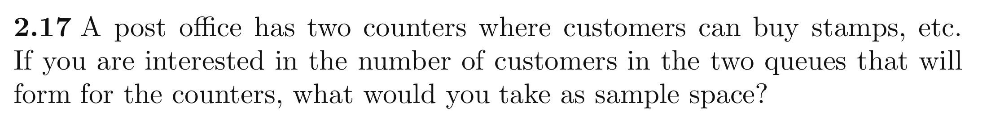 2.17 A post office has two counters where customers can buy stamps, etc.
If you are interested in the number of customers in the two queues that will
form for the counters, what would you take as sample space?